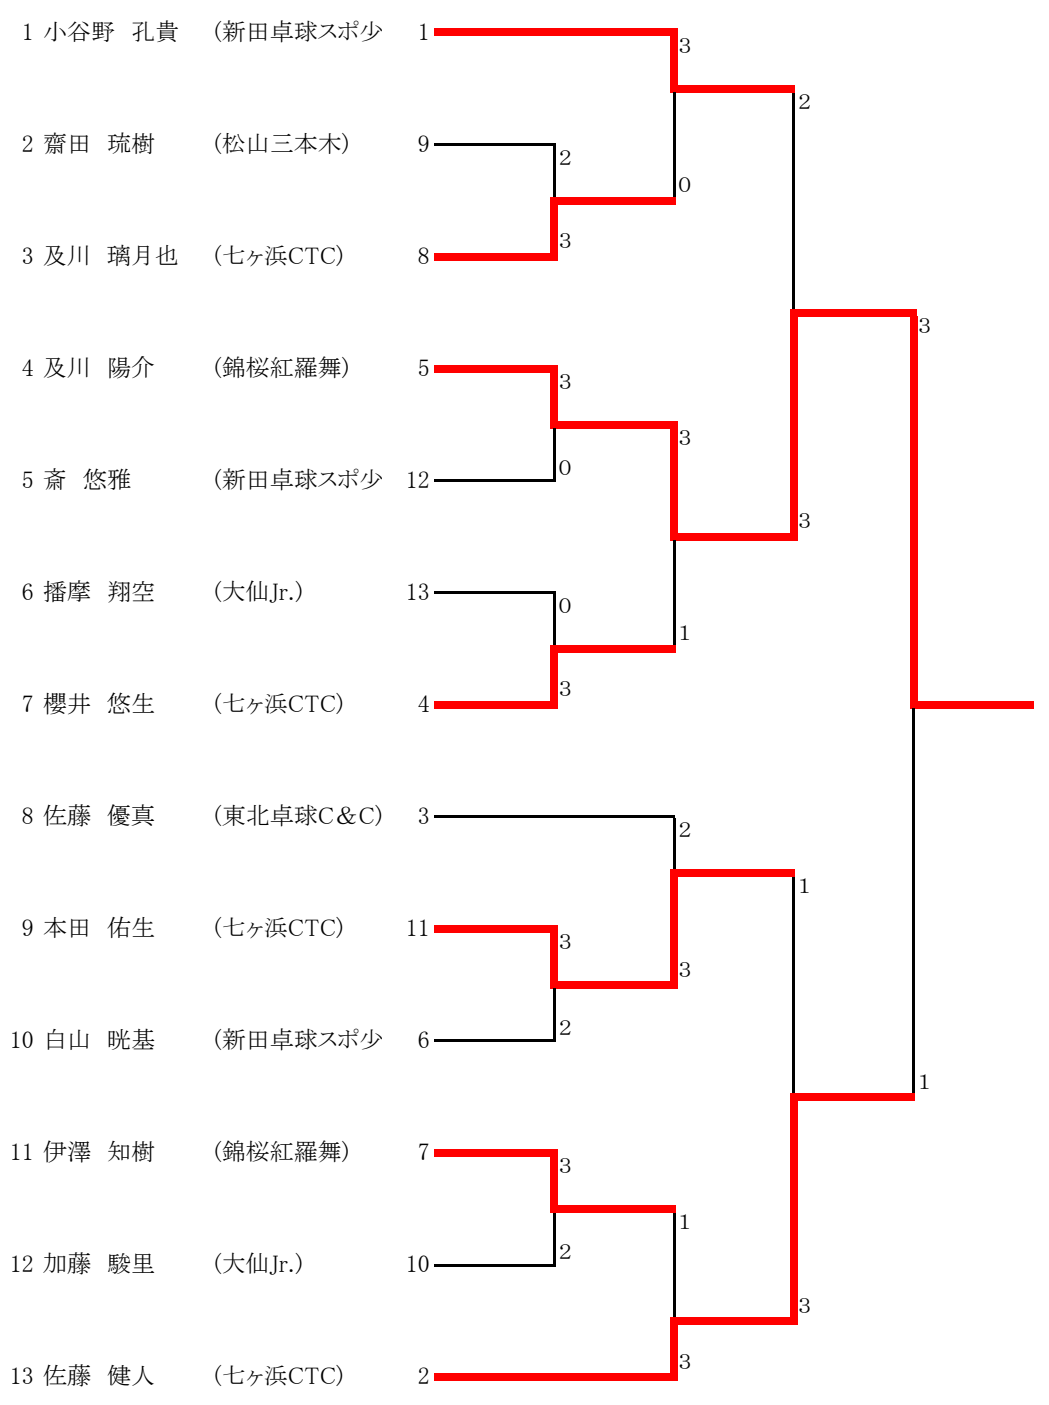 1 小谷野 孔貴 (新田卓球スポ少 1
3
2
2 齋田 琉樹 (松山三本木) 9
2
0
3
3 及川 璃月也 (七ヶ浜CTC) 8
3
4 及川 陽介 (錦桜紅羅舞) 5
3
3
0
5 斎 悠雅 (新田卓球スポ少 12
3
6 播摩 翔空 (大仙Jr.) 13
0
1
3
7 櫻井 悠生 (七ヶ浜CTC) 4
8 佐藤 優真 (東北卓球C&C) 3
2
1
9 本田 佑生 (七ヶ浜CTC) 11
3
3
2
10 白山 晄基 (新田卓球スポ少 6
1
11 伊澤 知樹 (錦桜紅羅舞) 7
3
1
2
12 加藤 駿里 (大仙Jr.) 10
3
3
13 佐藤 健人 (七ヶ浜CTC) 2